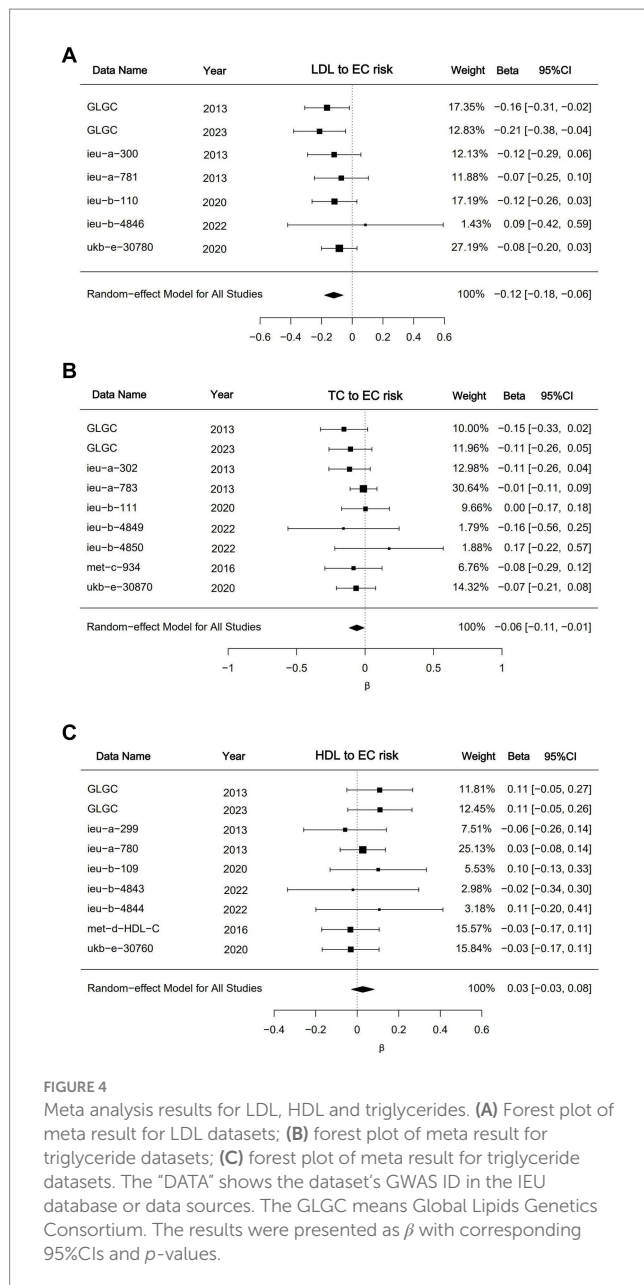 A
Data Name Year LDL to EC risk Weight Beta 95%CI
GLGC 2013 17.35% −0.16 [−0.31, −0.02]
GLGC 2023 12.83% −0.21 [−0.38, −0.04]
ieu−a−300 2013 12.13% −0.12 [−0.29, 0.06]
ieu−a−781 2013 11.88% −0.07 [−0.25, 0.10]
ieu−b−110 2020 17.19% −0.12 [−0.26, 0.03]
ieu−b−4846 2022 1.43% 0.09 [−0.42, 0.59]
ukb−e−30780 2020 27.19% −0.08 [−0.20, 0.03]
Random−effect Model for All Studies 100% −0.12 [−0.18, −0.06]
−0.6 −0.4 −0.2 0 0.2 0.4 0.6
B
Data Name Year TC to EC risk Weight Beta 95%CI
GLGC 2013 10.00% −0.15 [−0.33, 0.02]
GLGC 2023 11.96% −0.11 [−0.26, 0.05]
ieu−a−302 2013 12.98% −0.11 [−0.26, 0.04]
ieu−a−783 2013 30.64% −0.01 [−0.11, 0.09]
ieu−b−111 2020 9.66% 0.00 [−0.17, 0.18]
ieu−b−4849 2022 1.79% −0.16 [−0.56, 0.25]
ieu−b−4850 2022 1.88% 0.17 [−0.22, 0.57]
met−c−934 2016 6.76% −0.08 [−0.29, 0.12]
ukb−e−30870 2020 14.32% −0.07 [−0.21, 0.08]
Random−effect Model for All Studies 100% −0.06 [−0.11, −0.01]
−1 −0.5 0 0.5 1
β
C
Data Name Year HDL to EC risk Weight Beta 95%CI
GLGC 2013 11.81% 0.11 [−0.05, 0.27]
GLGC 2023 12.45% 0.11 [−0.05, 0.26]
ieu−a−299 2013 7.51% −0.06 [−0.26, 0.14]
ieu−a−780 2013 25.13% 0.03 [−0.08, 0.14]
ieu−b−109 2020 5.53% 0.10 [−0.13, 0.33]
ieu−b−4843 2022 2.98% −0.02 [−0.34, 0.30]
ieu−b−4844 2022 3.18% 0.11 [−0.20, 0.41]
met−d−HDL−C 2016 15.57% −0.03 [−0.17, 0.11]
ukb−e−30760 2020 15.84% −0.03 [−0.17, 0.11]
Random−effect Model for All Studies 100% 0.03 [−0.03, 0.08]
−0.4 −0.2 0 0.2 0.4 0.6
β
FIGURE 4
Meta analysis results for LDL, HDL and triglycerides. (A) Forest plot of
meta result for LDL datasets; (B) forest plot of meta result for
triglyceride datasets; (C) forest plot of meta result for triglyceride
datasets. The “DATA” shows the dataset’s GWAS ID in the IEU
database or data sources. The GLGC means Global Lipids Genetics
Consortium. The results were presented as β with corresponding
95%CIs and p-values.